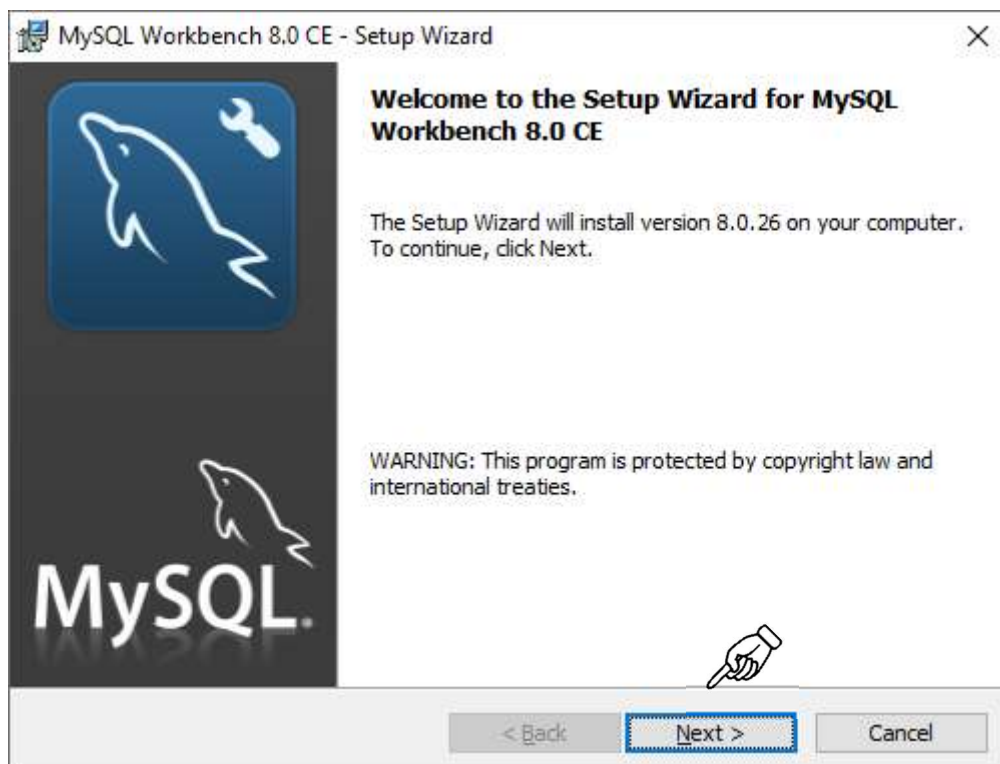 MySQL Workbench 8.0 CE - Setup Wizard
Welcome to the Setup Wizard for MySQL
Workbench 8.0 CE
The Setup Wizard will install version 8.0.26 on your computer.
To continue, click Next.
WARNING: This program is protected by copyright law and
international treaties.
MySQL.
< Back
Next >
Cancel